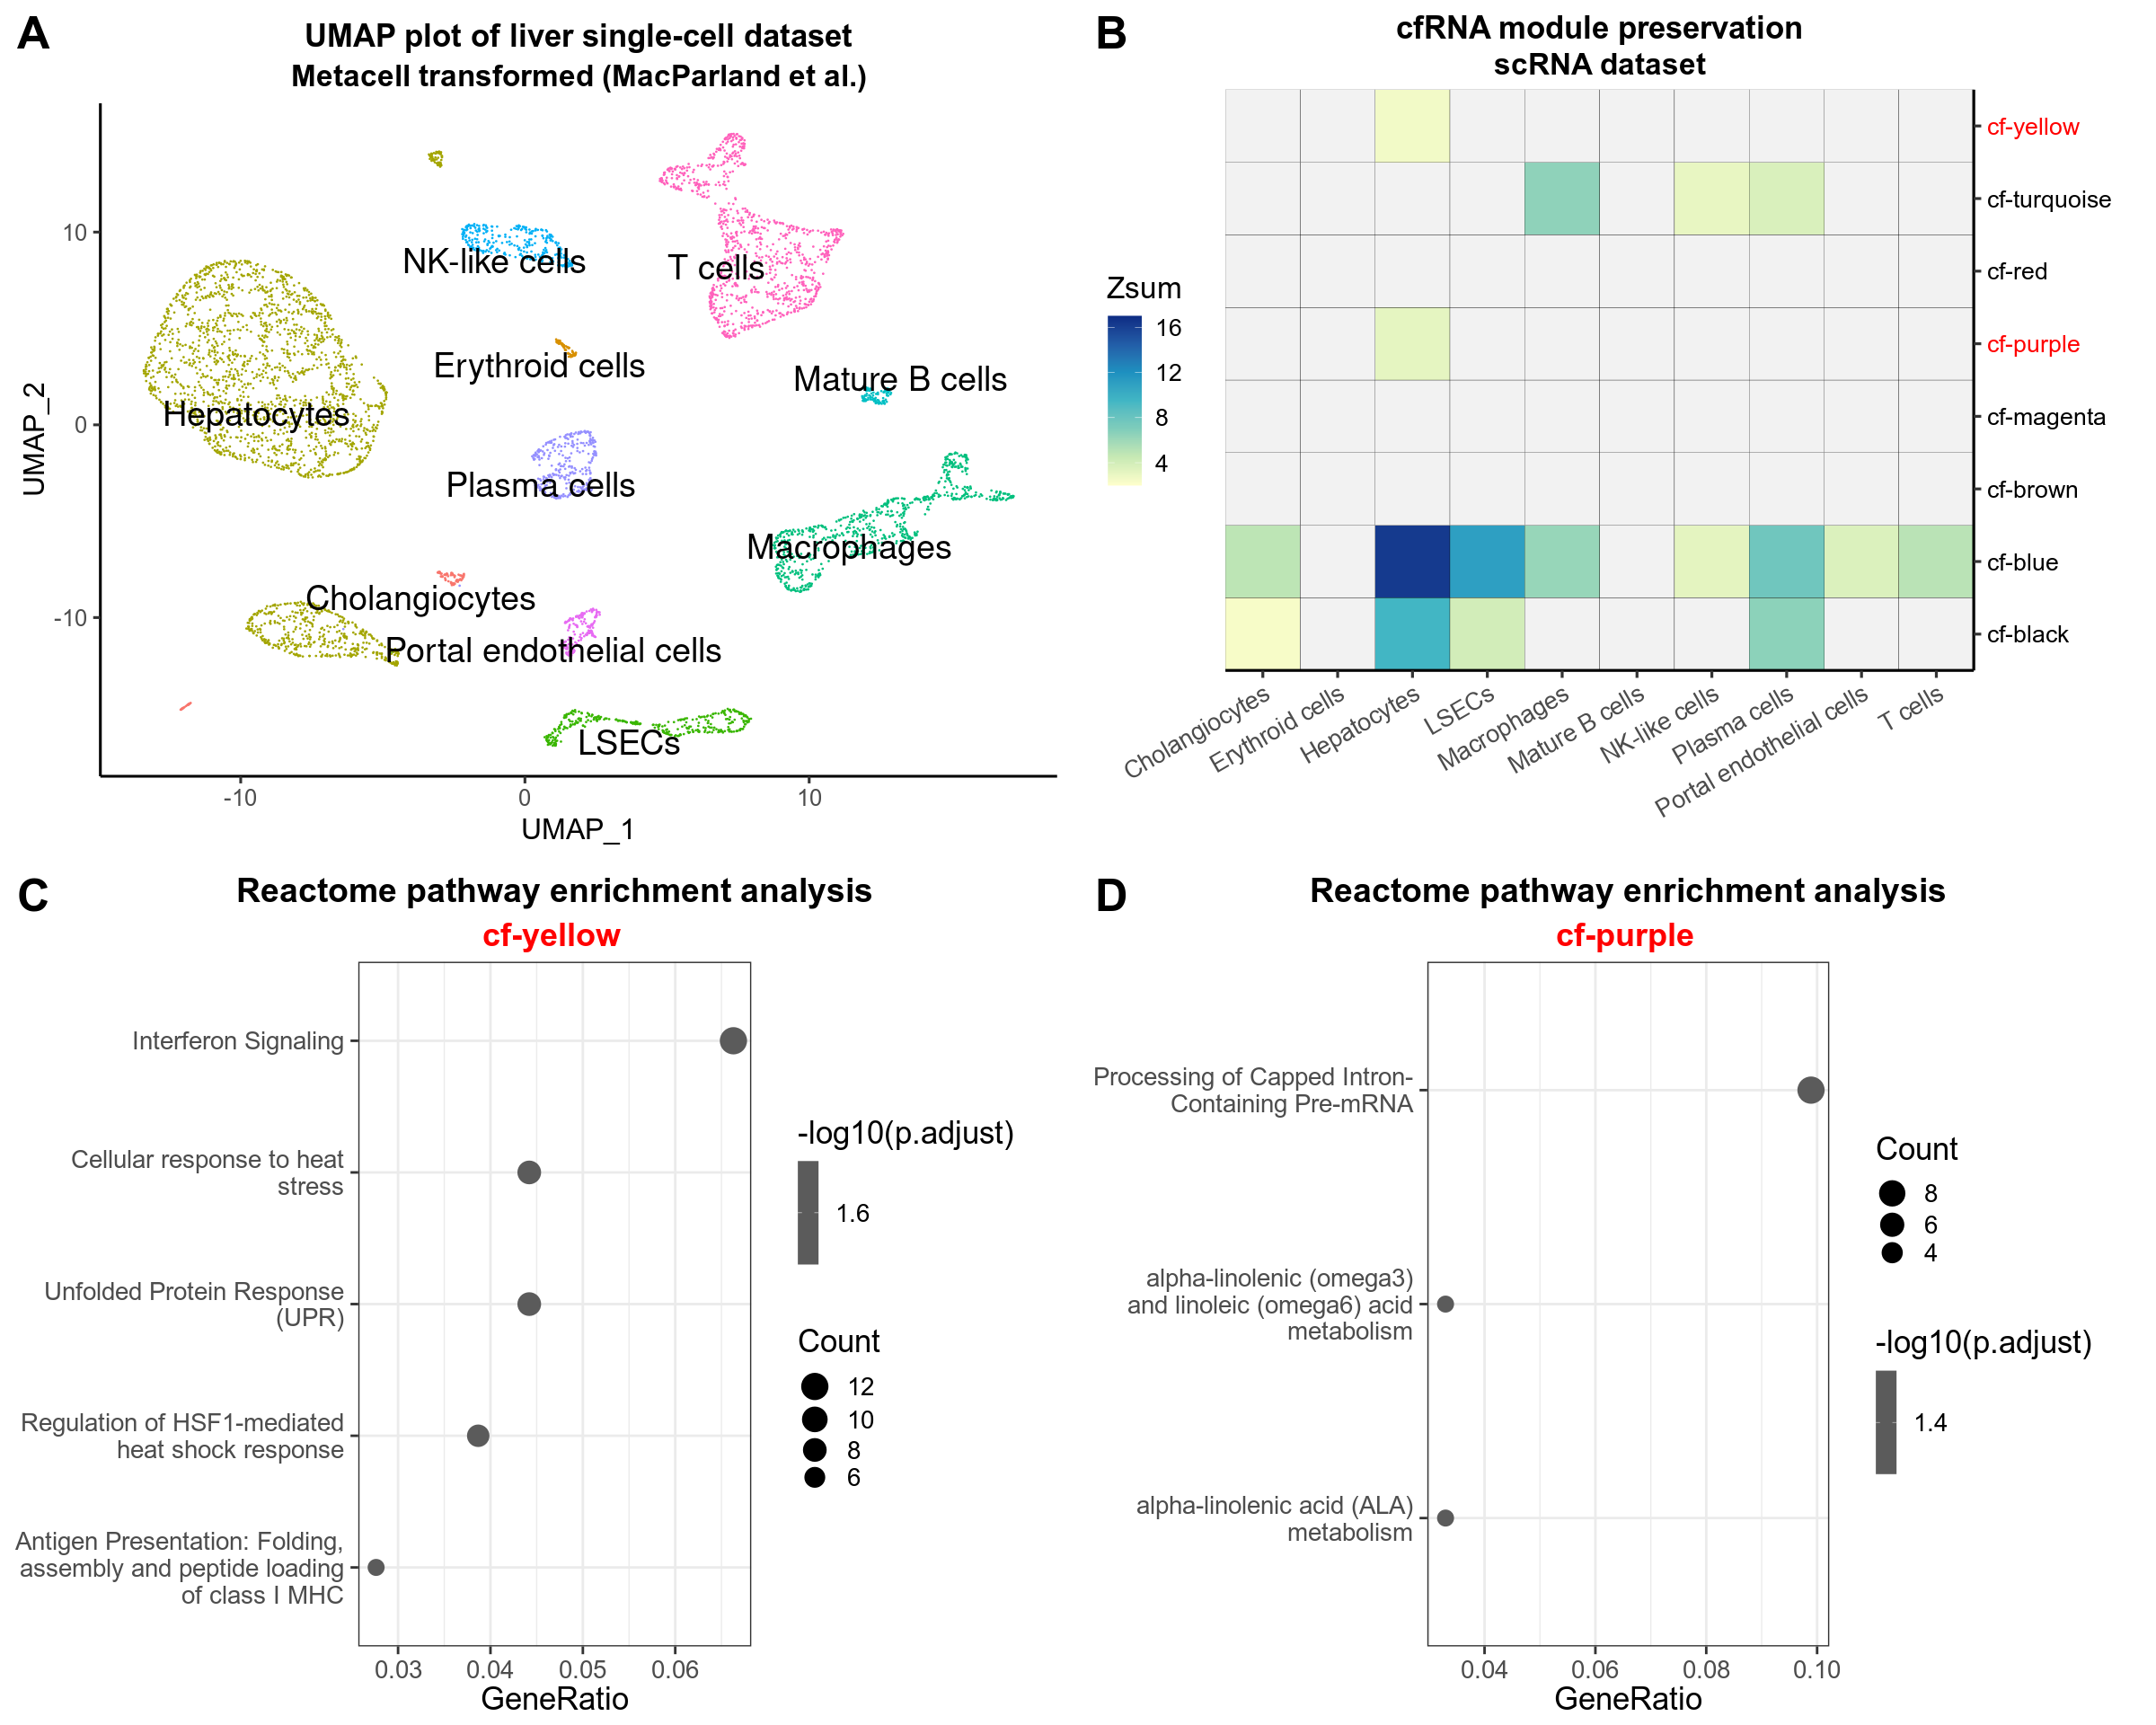 A
UMAP plot of liver single-cell dataset
Metacell transformed (MacParland et al.)
UMAP_2
10
0
-10
NK-like cells
T cells
Erythroid cells
Mature B cells
Hepatocytes
Plasma cells
Macrophages
Cholangiocytes
Portal endothelial cells
LSECs
-10
0
10
UMAP_1
B
cfRNA module preservation
scRNA dataset
Zsum
16
12
8
4
cf-yellow
cf-turquoise
cf-red
cf-purple
cf-magenta
cf-brown
cf-blue
cf-black
Cholangiocytes
Erythroid cells
Hepatocytes
LSECs
Macrophages
Mature B cells
NK-like cells
Plasma cells
Portal endothelial cells
T cells
C
Reactome pathway enrichment analysis
cf-yellow
Interferon Signaling
Cellular response to heat
stress
Unfolded Protein Response
(UPR)
Regulation of HSF1-mediated
heat shock response
Antigen Presentation: Folding,
assembly and peptide loading
of class I MHC
0.03
0.04
0.05
0.06
GeneRatio
-log10(p.adjust)
1.6
Count
12
10
8
6
D
Reactome pathway enrichment analysis
cf-purple
Processing of Capped Intron-
Containing Pre-mRNA
alpha-linolenic (omega3)
and linoleic (omega6) acid
metabolism
alpha-linolenic acid (ALA)
metabolism
0.04
0.06
0.08
0.10
GeneRatio
Count
8
6
4
-log10(p.adjust)
1.4